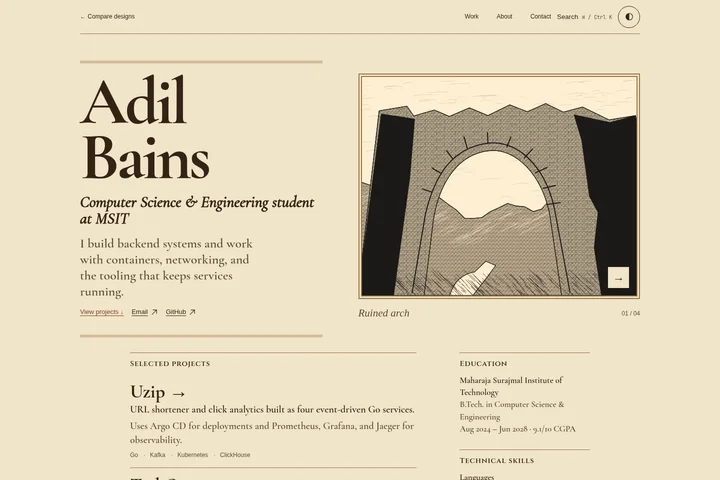 ← Compare designs
Work About Contact Search ⌘ / Ctrl K
Adil
Bains
Computer Science & Engineering student
at MSIT
I build backend systems and work
with containers, networking, and
the tooling that keeps services
running.
View projects ↓ Email ↗ GitHub ↗
→
Ruined arch 01 / 04
Selected projects
Uzip →
URL shortener and click analytics built as four event-driven Go services.
Uses Argo CD for deployments and Prometheus, Grafana, and Jaeger for
observability.
Go · Kafka · Kubernetes · ClickHouse
Education
Maharaja Surajmal Institute of
Technology
B.Tech. in Computer Science &
Engineering
Aug 2024 – Jun 2028 · 9.1/10 CGPA
Technical skills
Languages